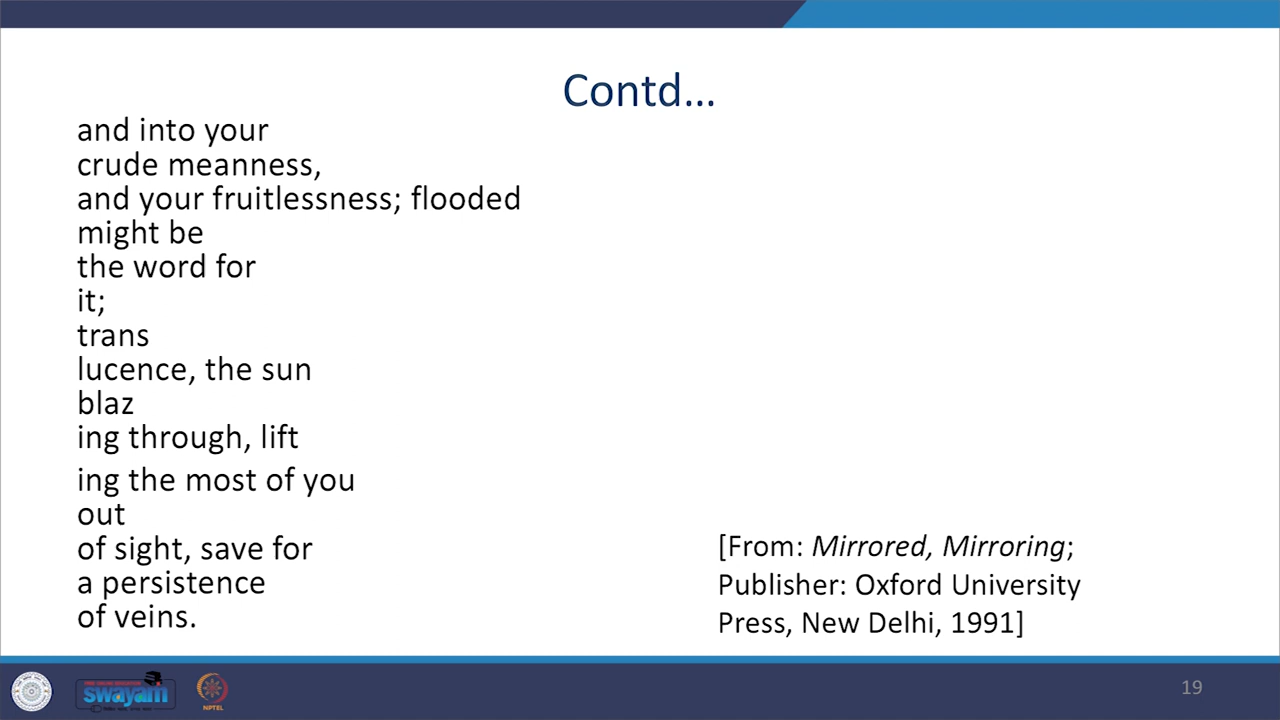 Contd...
and into your
crude meanness,
and your fruitlessness; flooded
might be
the word for
it;
trans
lucence, the sun
blaz
ing through, lift
ing the most of you
out
of sight, save for
a persistence
of veins.
[From: Mirrored, Mirroring;
Publisher: Oxford University
Press, New Delhi, 1991]
swayam
NPTEL
19